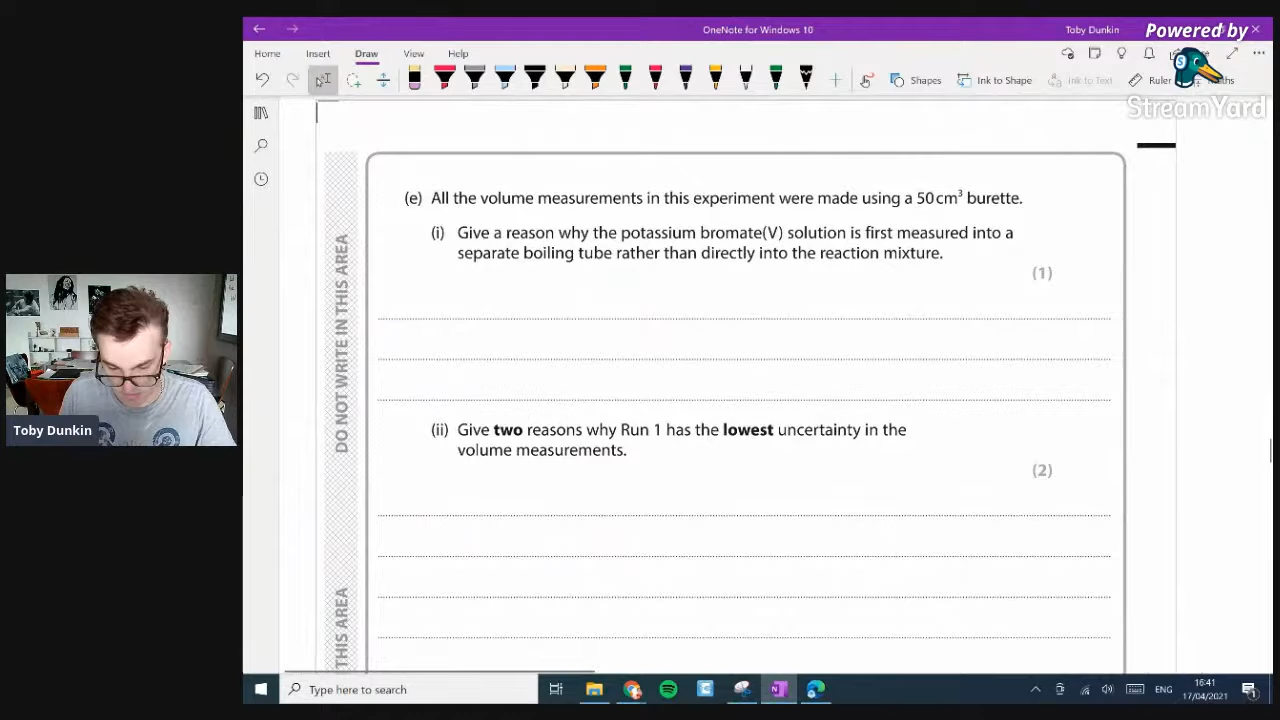 OneNote for Windows 10
Toby Dunkin
Powered by
StreamYard
Home
Insert
Draw
View
Help
Shapes
Ink to Shape
Ink to Text
Ruler
(e) All the volume measurements in this experiment were made using a 50 cm³ burette.
(i) Give a reason why the potassium bromate(V) solution is first measured into a
separate boiling tube rather than directly into the reaction mixture.
(1)
(ii) Give two reasons why Run 1 has the lowest uncertainty in the
volume measurements.
(2)
DO NOT WRITE IN THIS AREA
THIS AREA
Toby Dunkin
Type here to search
ENG
16:41
17/04/2021